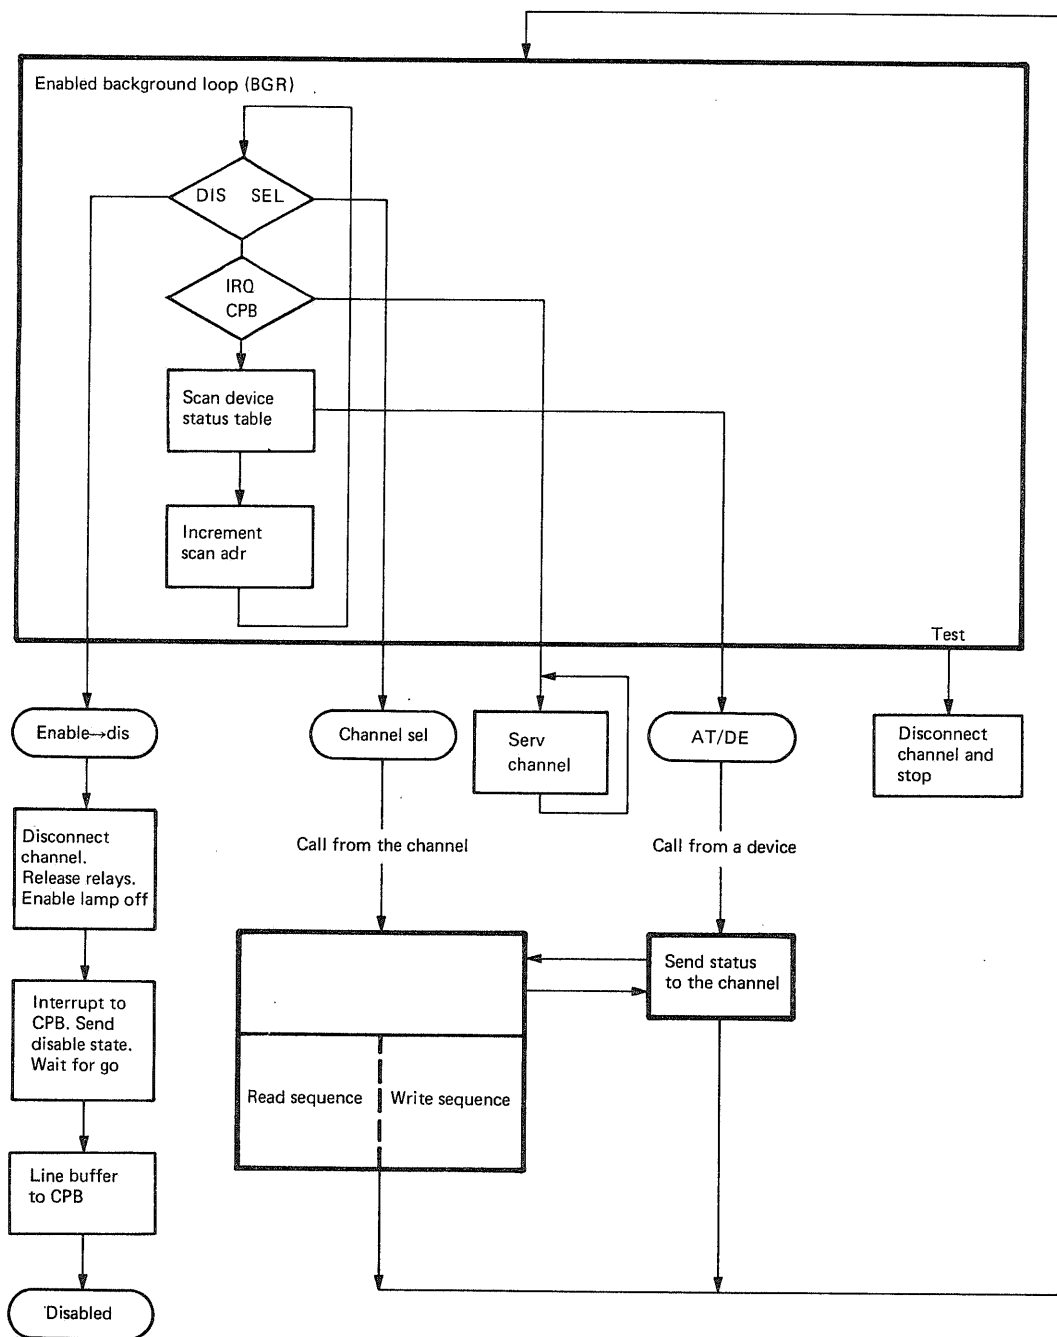 Enabled background loop (BGR)
DIS SEL
IRQ
CPB
Scan device
status table
Increment
scan adr
Test
Enable→dis
Channel sel
Serv
channel
AT/DE
Disconnect
channel and
stop
Disconnect
channel.
Release relays.
Enable lamp off
Call from the channel
Call from a device
Send status
to the channel
Interrupt to
CPB. Send
disable state.
Wait for go
Read sequence
Write sequence
Line buffer
to CPB
Disabled